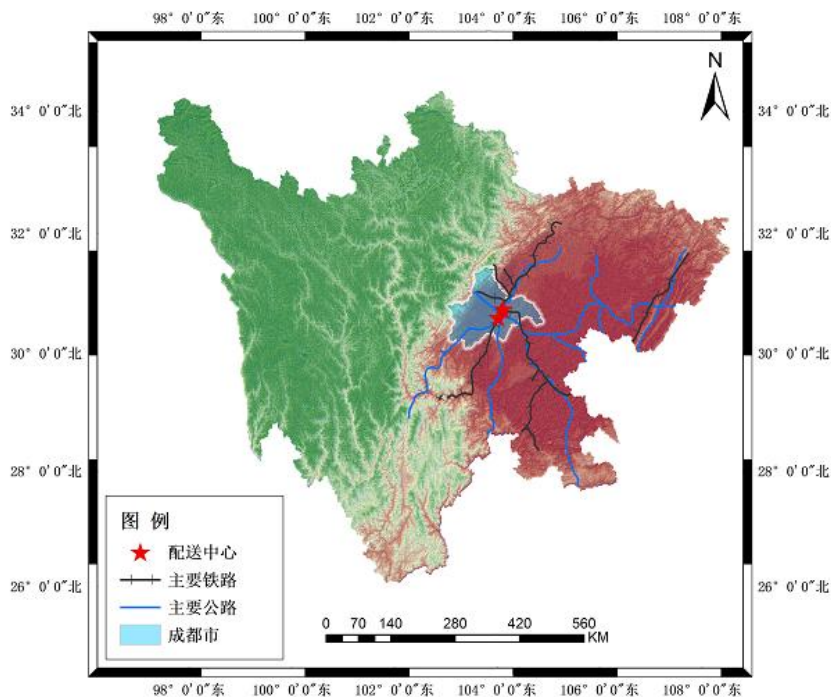 98° 0′0″东 100° 0′0″东 102° 0′0″东 104° 0′0″东 106° 0′0″东 108° 0′0″东
N
34° 0′0″北 34° 0′0″北
32° 0′0″北 32° 0′0″北
30° 0′0″北 30° 0′0″北
28° 0′0″北 28° 0′0″北
图 例
配送中心
主要铁路
主要公路
成都市
26° 0′0″北 26° 0′0″北
0 70 140 280 420 560
KM
98° 0′0″东 100° 0′0″东 102° 0′0″东 104° 0′0″东 106° 0′0″东 108° 0′0″东